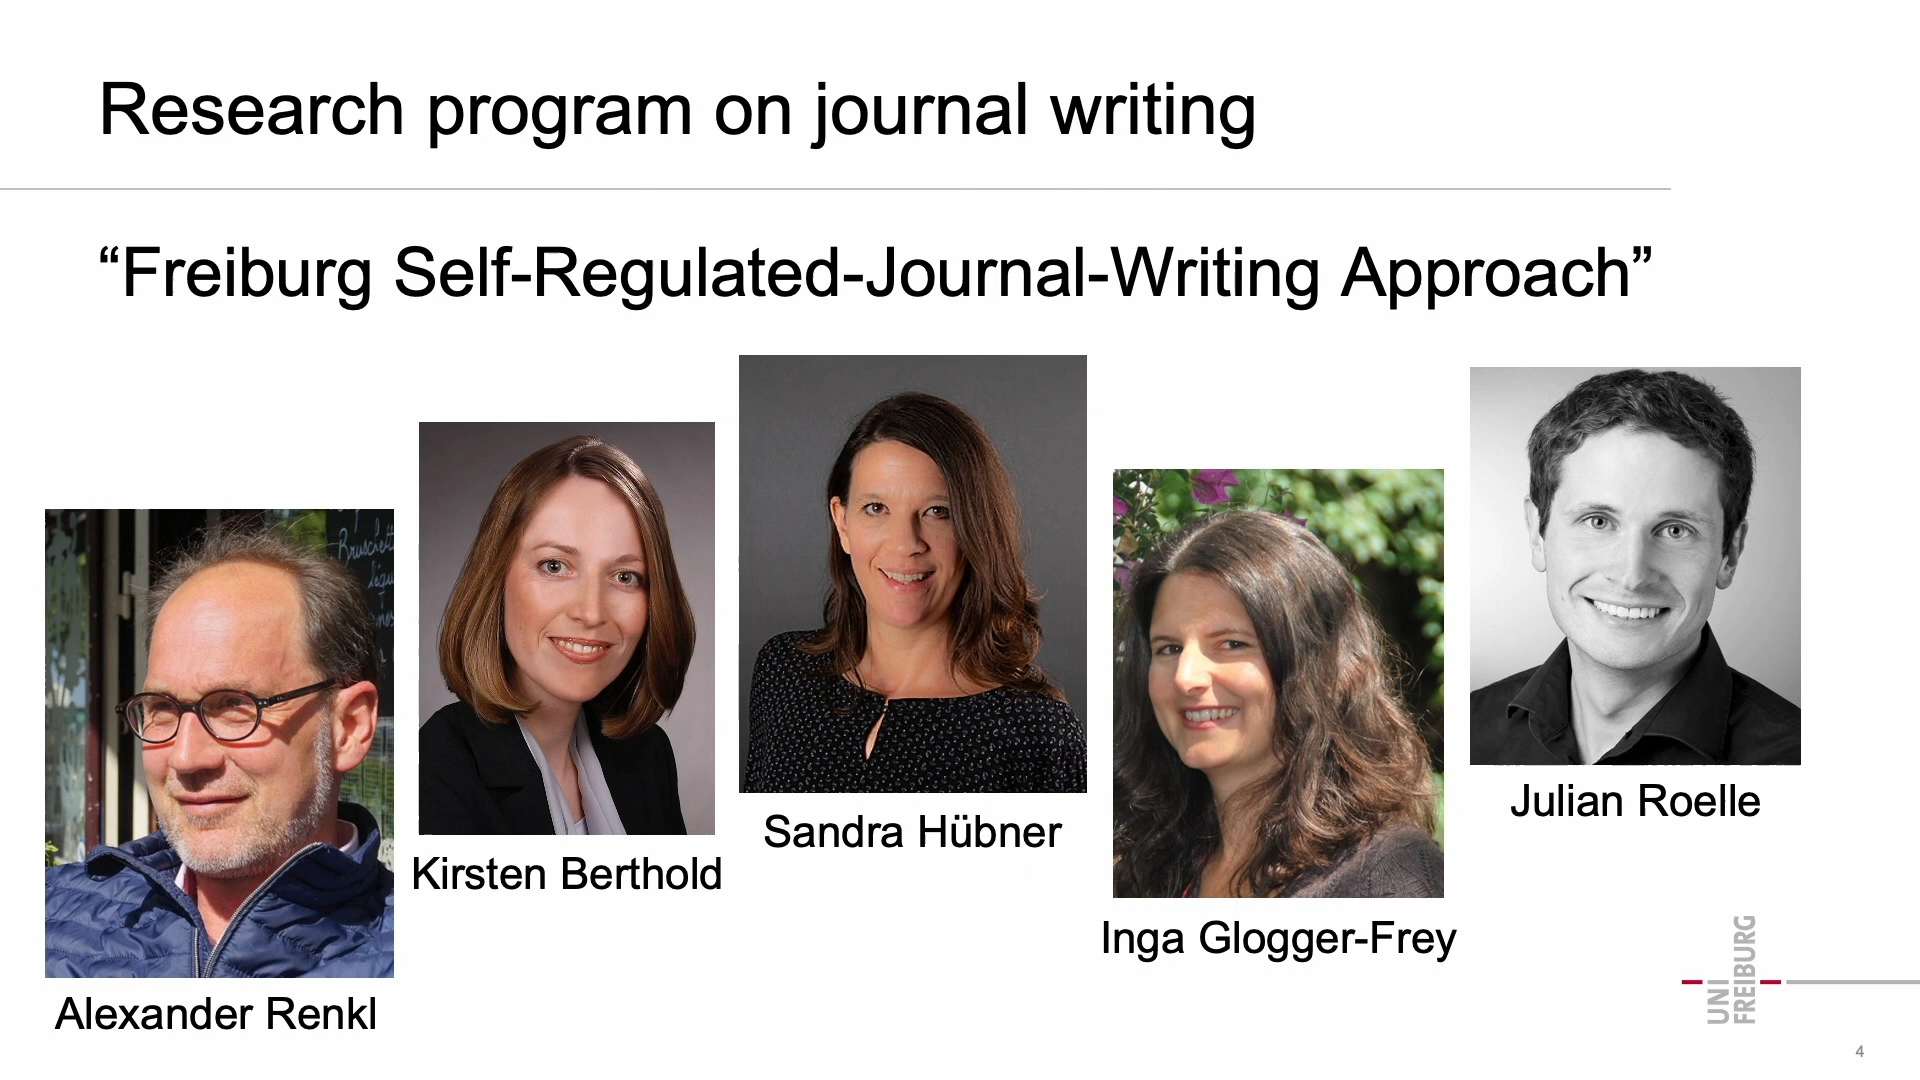 Research program on journal writing
“Freiburg Self-Regulated-Journal-Writing Approach”
Alexander Renkl
Kirsten Berthold
Sandra Hübner
Inga Glogger-Frey
Julian Roelle
UNI
FREIBURG
4